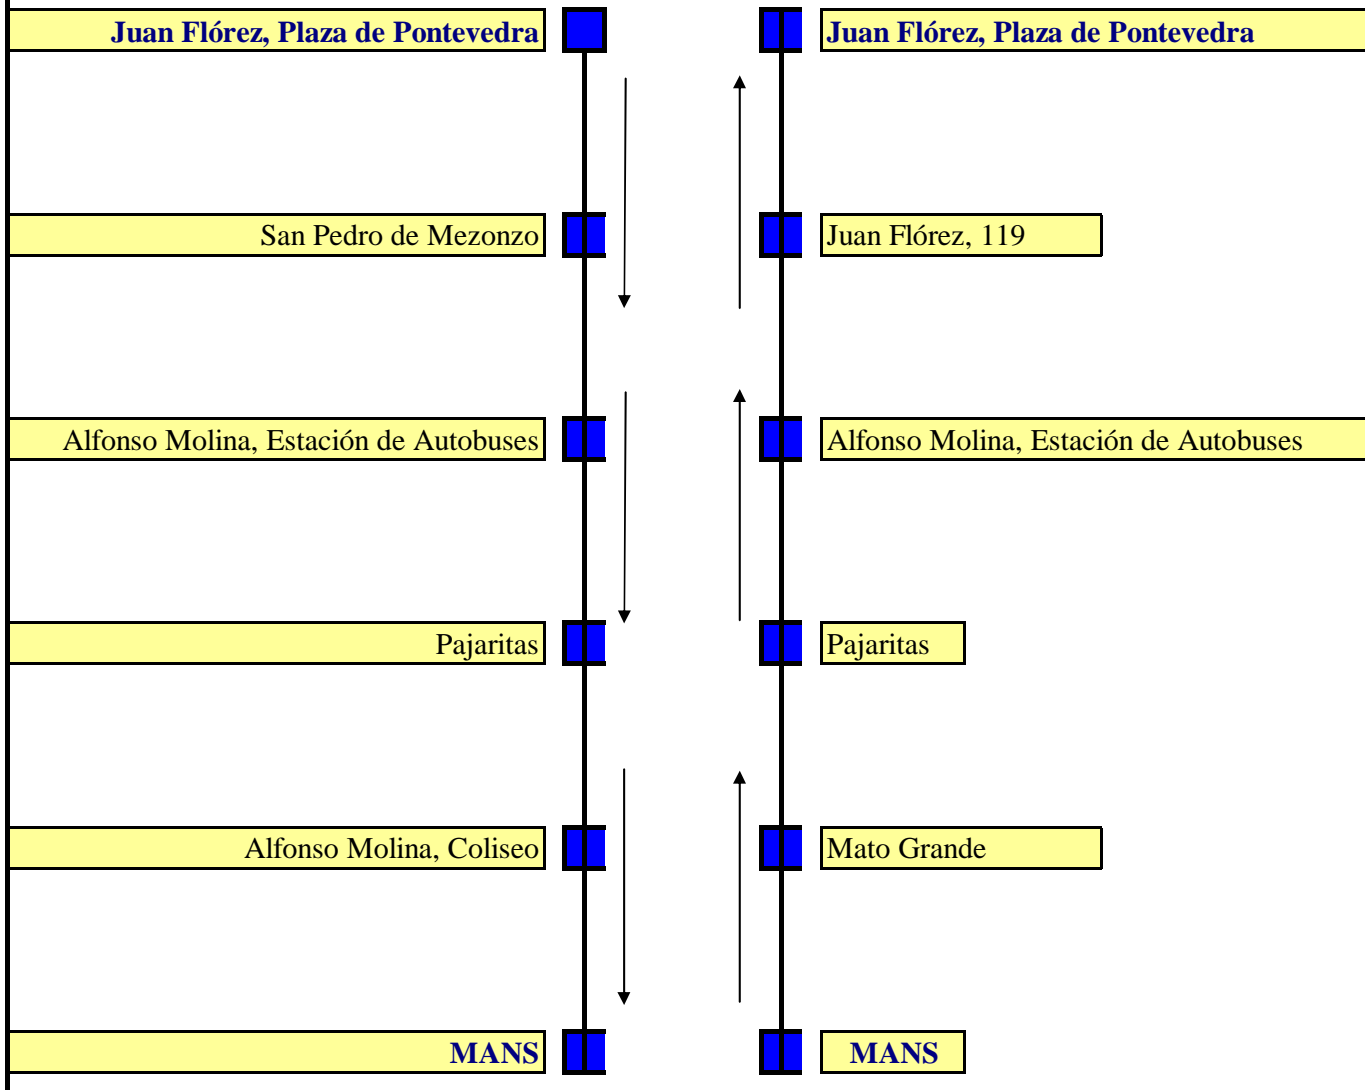 Juan Flórez, Plaza de Pontevedra
Juan Flórez, Plaza de Pontevedra
San Pedro de Mezonzo
Juan Flórez, 119
Alfonso Molina, Estación de Autobuses
Alfonso Molina, Estación de Autobuses
Pajaritas
Pajaritas
Alfonso Molina, Coliseo
Mato Grande
MANS
MANS